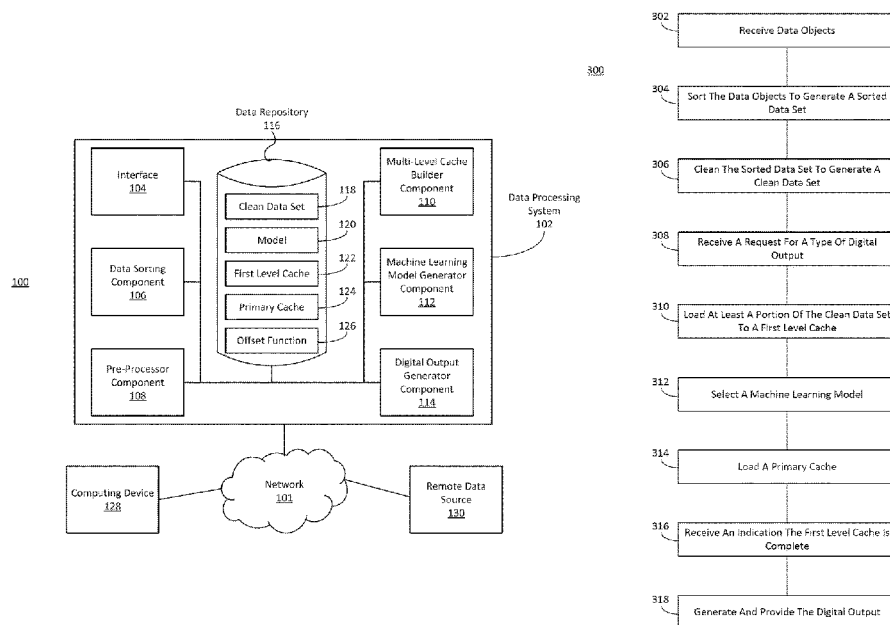 100
Data Repository
116
Interface
104
Data Sorting
Component
106
Pre-Processor
Component
108
Clean Data Set
118
Model
120
First Level Cache
122
Primary Cache
124
Offset Function
126
Multi-Level Cache
Builder
Component
110
Machine Learning
Model Generator
Component
112
Digital Output
Generator
Component
114
Data Processing
System
102
Computing Device
128
Network
101
Remote Data
Source
130
300
302
Receive Data Objects
304
Sort The Data Objects To Generate A Sorted
Data Set
306
Clean The Sorted Data Set To Generate A
Clean Data Set
308
Receive A Request For A Type Of Digital
Output
310
Load At Least A Portion Of The Clean Data Set
To A First Level Cache
312
Select A Machine Learning Model
314
Load A Primary Cache
316
Receive An Indication The First Level Cache Is
Complete
318
Generate And Provide The Digital Output